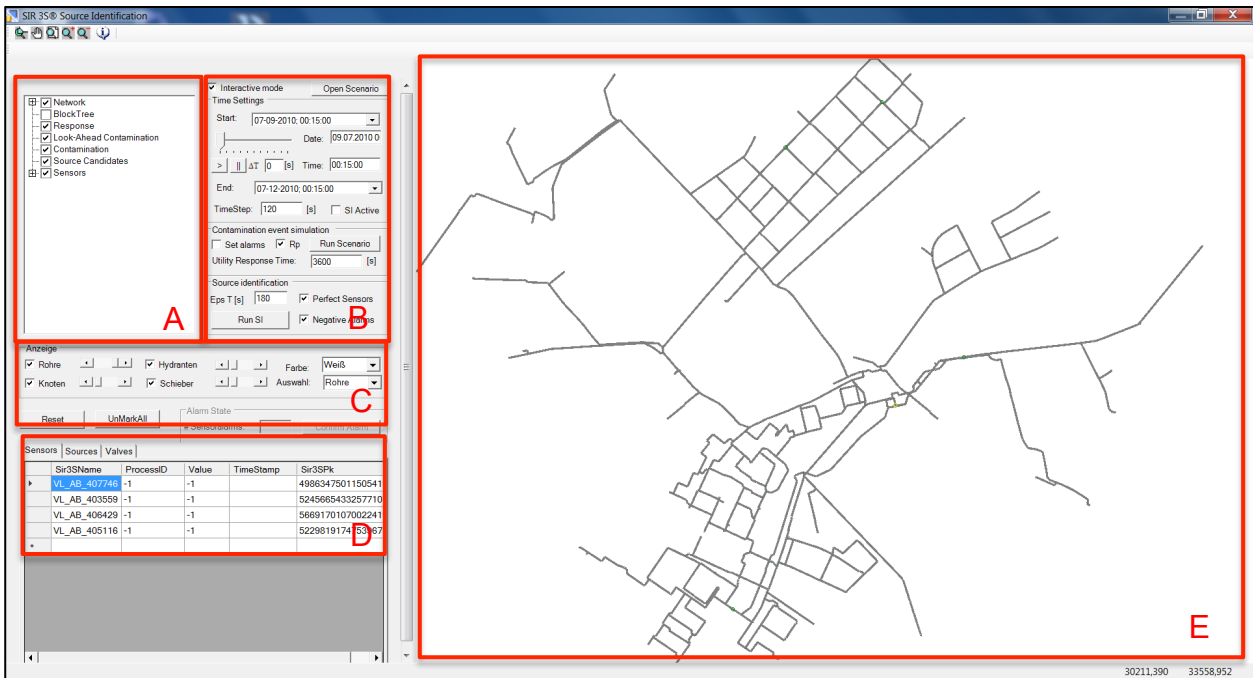 SIR 3S® Source Identification
Network
BlockTree
Response
Look-Ahead Contamination
Contamination
Source Candidates
Sensors
A
Interactive mode Open Scenario
Time Settings
Start: 07-09-2010; 00:15:00
Date: 09.07.2010 0
> || ΔT 0 [s] Time: 00:15:00
End: 07-12-2010; 00:15:00
TimeStep: 120 [s] SI Active
Contamination event simulation
Set alarms Rp Run Scenario
Utility Response Time: 3600 [s]
Source identification
Eps T [s] 180 Perfect Sensors
Run SI Negative Alarms
B
Anzeige
Rohre Hydranten Farbe: Weiß
Knoten Schieber Auswahl: Rohre
C
Reset UnMarkAll
Alarm State
# Sensoralarms: Confirm Alarm
Sensors Sources Valves
Sir3SName ProcessID Value TimeStamp Sir3SPk
VL_AB_407746 -1 -1 4986347501150541
VL_AB_403559 -1 -1 5245665433257710
VL_AB_406429 -1 -1 5669170107002241
VL_AB_405116 -1 -1
D
E
30211,390 33558,952